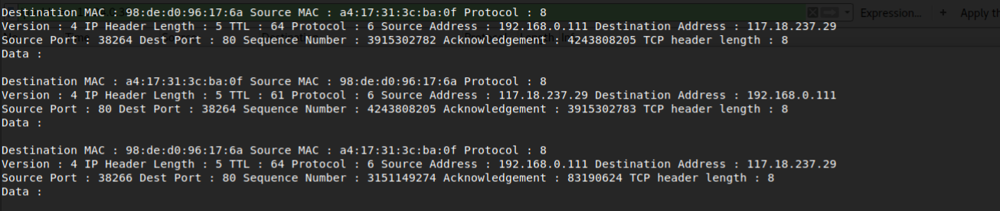 Destination MAC : 98:de:d0:96:17:6a Source MAC : a4:17:31:3c:ba:0f Protocol : 8
Expression... + Apply th
Version : 4 IP Header Length : 5 TTL : 64 Protocol : 6 Source Address : 192.168.0.111 Destination Address : 117.18.237.29
Source Port : 38264 Dest Port : 80 Sequence Number : 3915302782 Acknowledgement : 4243808205 TCP header length : 8
Data :
Destination MAC : a4:17:31:3c:ba:0f Source MAC : 98:de:d0:96:17:6a Protocol : 8
Version : 4 IP Header Length : 5 TTL : 61 Protocol : 6 Source Address : 117.18.237.29 Destination Address : 192.168.0.111
Source Port : 80 Dest Port : 38264 Sequence Number : 4243808205 Acknowledgement : 3915302783 TCP header length : 8
Data :
Destination MAC : 98:de:d0:96:17:6a Source MAC : a4:17:31:3c:ba:0f Protocol : 8
Version : 4 IP Header Length : 5 TTL : 64 Protocol : 6 Source Address : 192.168.0.111 Destination Address : 117.18.237.29
Source Port : 38266 Dest Port : 80 Sequence Number : 3151149274 Acknowledgement : 83190624 TCP header length : 8
Data :